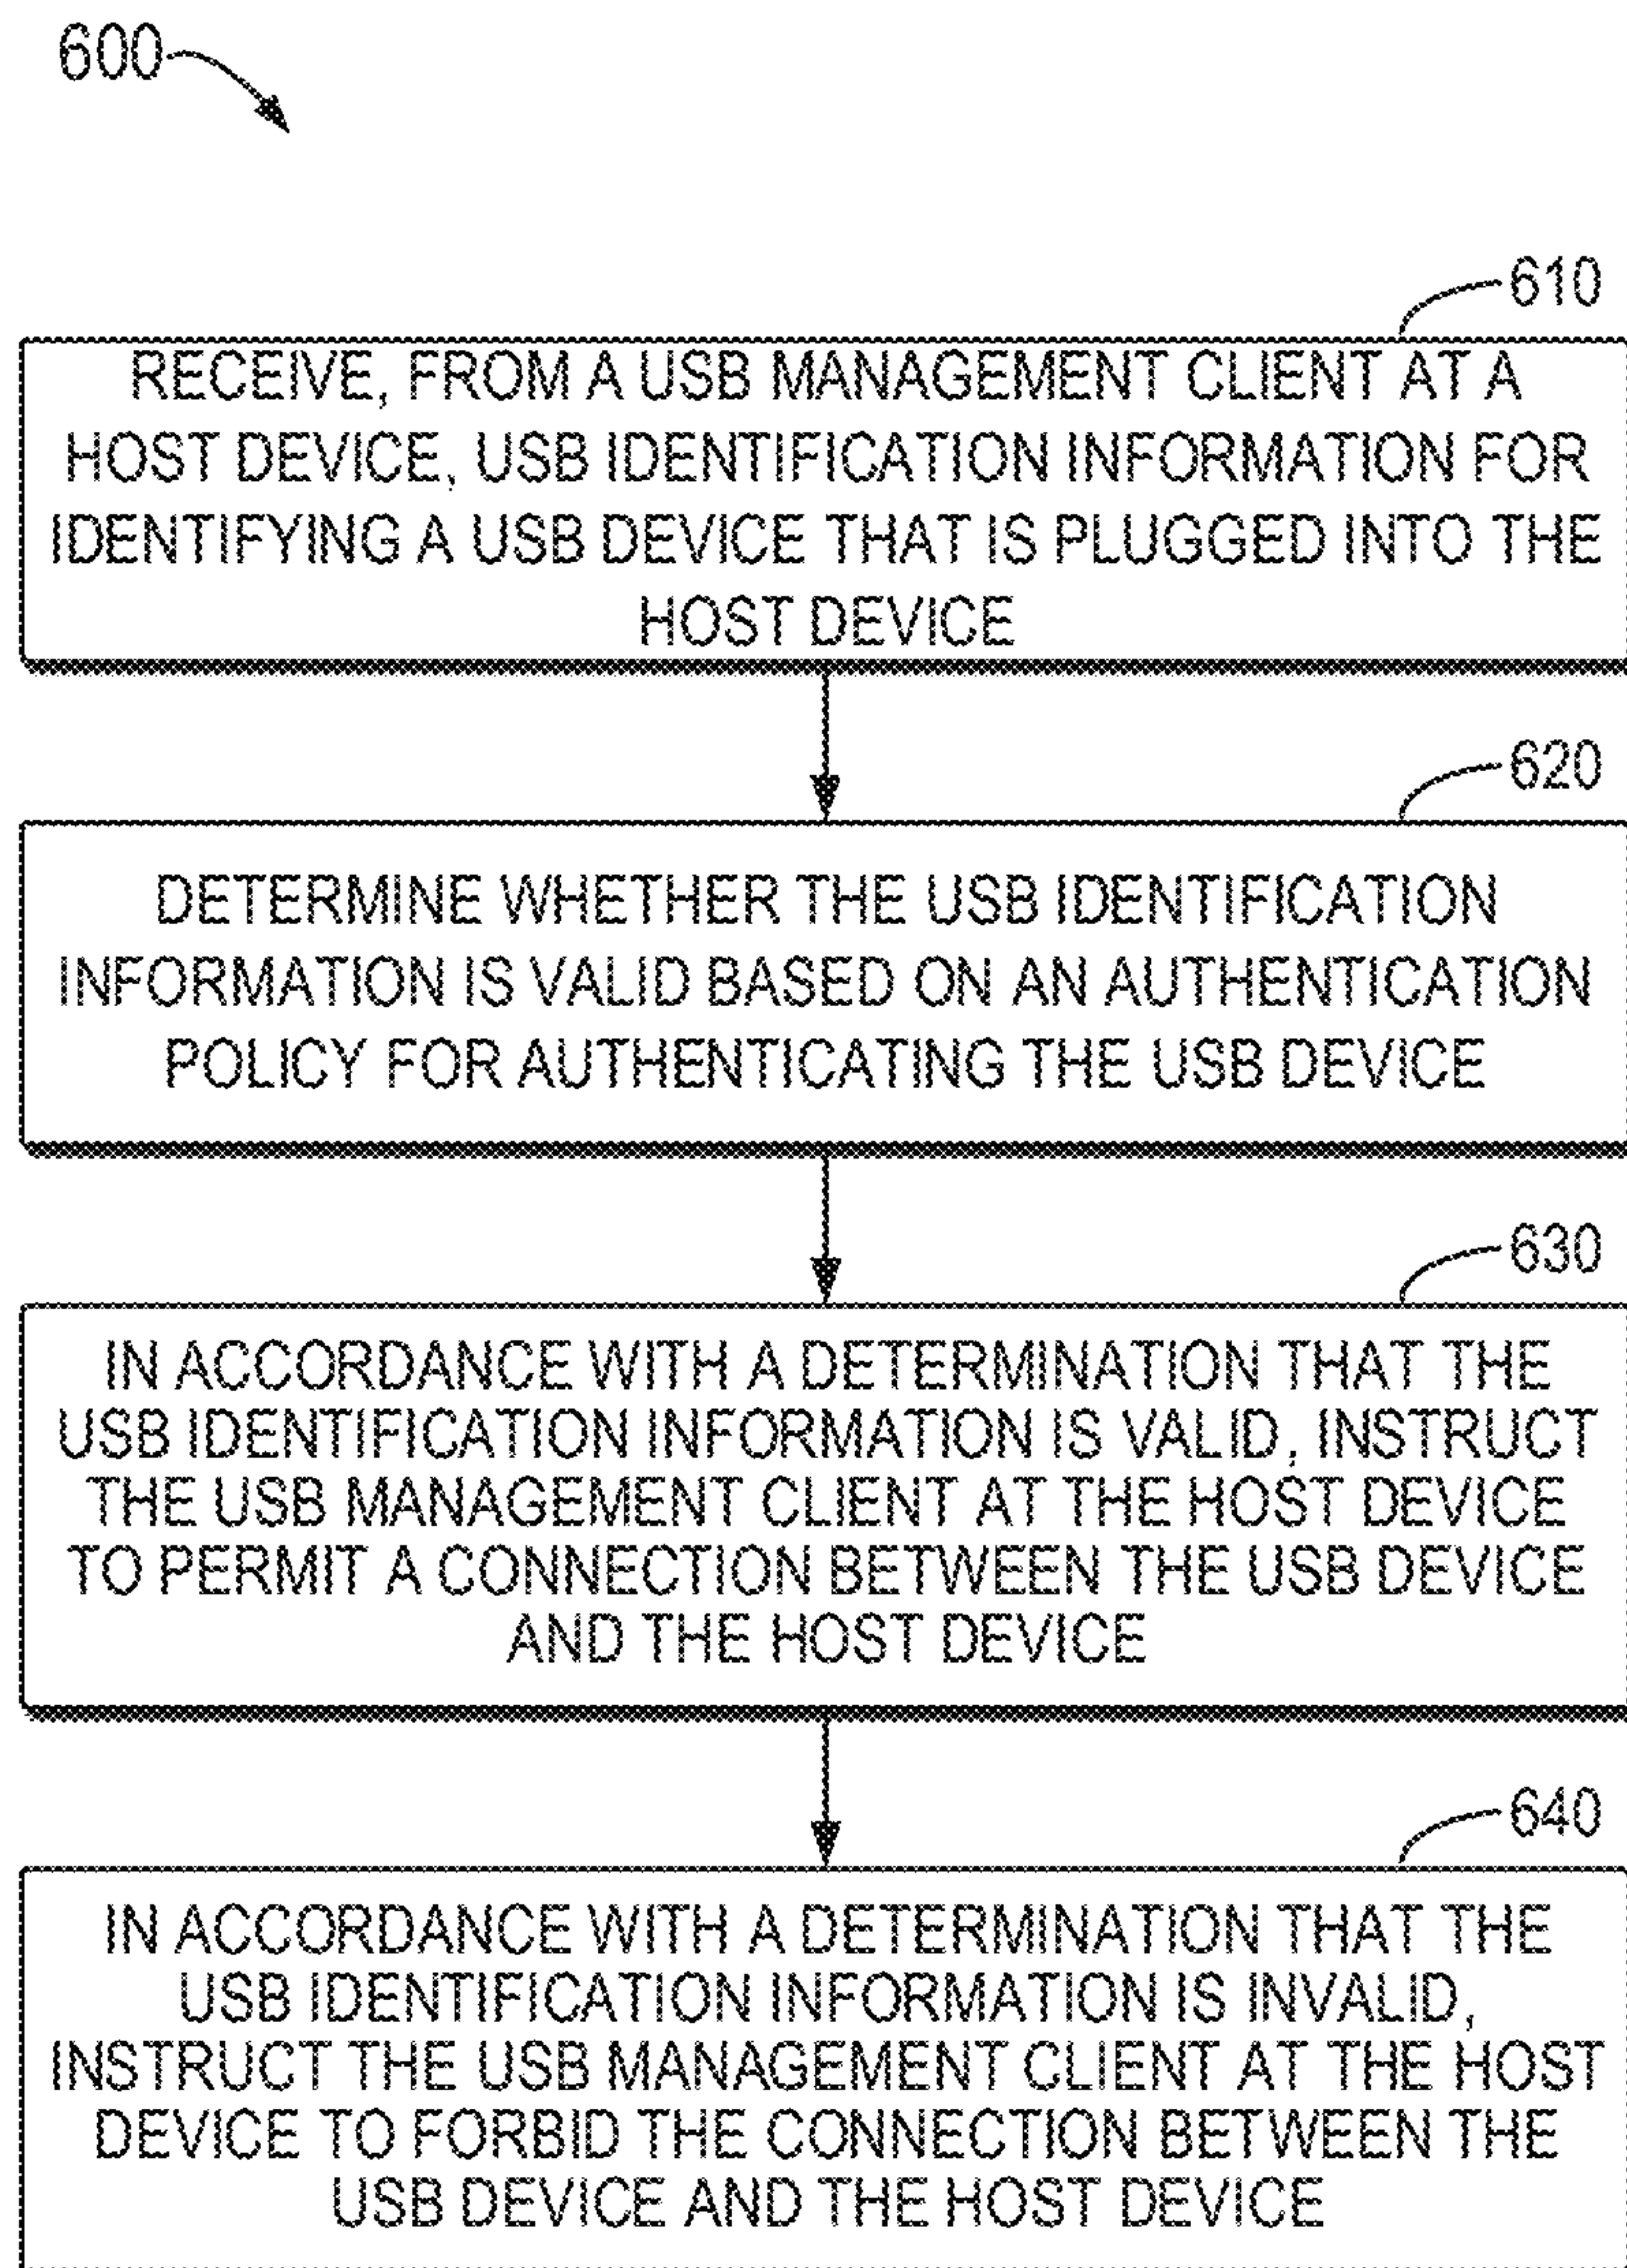 600
610
RECEIVE, FROM A USB MANAGEMENT CLIENT AT A
HOST DEVICE, USB IDENTIFICATION INFORMATION FOR
IDENTIFYING A USB DEVICE THAT IS PLUGGED INTO THE
HOST DEVICE
620
DETERMINE WHETHER THE USB IDENTIFICATION
INFORMATION IS VALID BASED ON AN AUTHENTICATION
POLICY FOR AUTHENTICATING THE USB DEVICE
630
IN ACCORDANCE WITH A DETERMINATION THAT THE
USB IDENTIFICATION INFORMATION IS VALID, INSTRUCT
THE USB MANAGEMENT CLIENT AT THE HOST DEVICE
TO PERMIT A CONNECTION BETWEEN THE USB DEVICE
AND THE HOST DEVICE
640
IN ACCORDANCE WITH A DETERMINATION THAT THE
USB IDENTIFICATION INFORMATION IS INVALID,
INSTRUCT THE USB MANAGEMENT CLIENT AT THE HOST
DEVICE TO FORBID THE CONNECTION BETWEEN THE
USB DEVICE AND THE HOST DEVICE